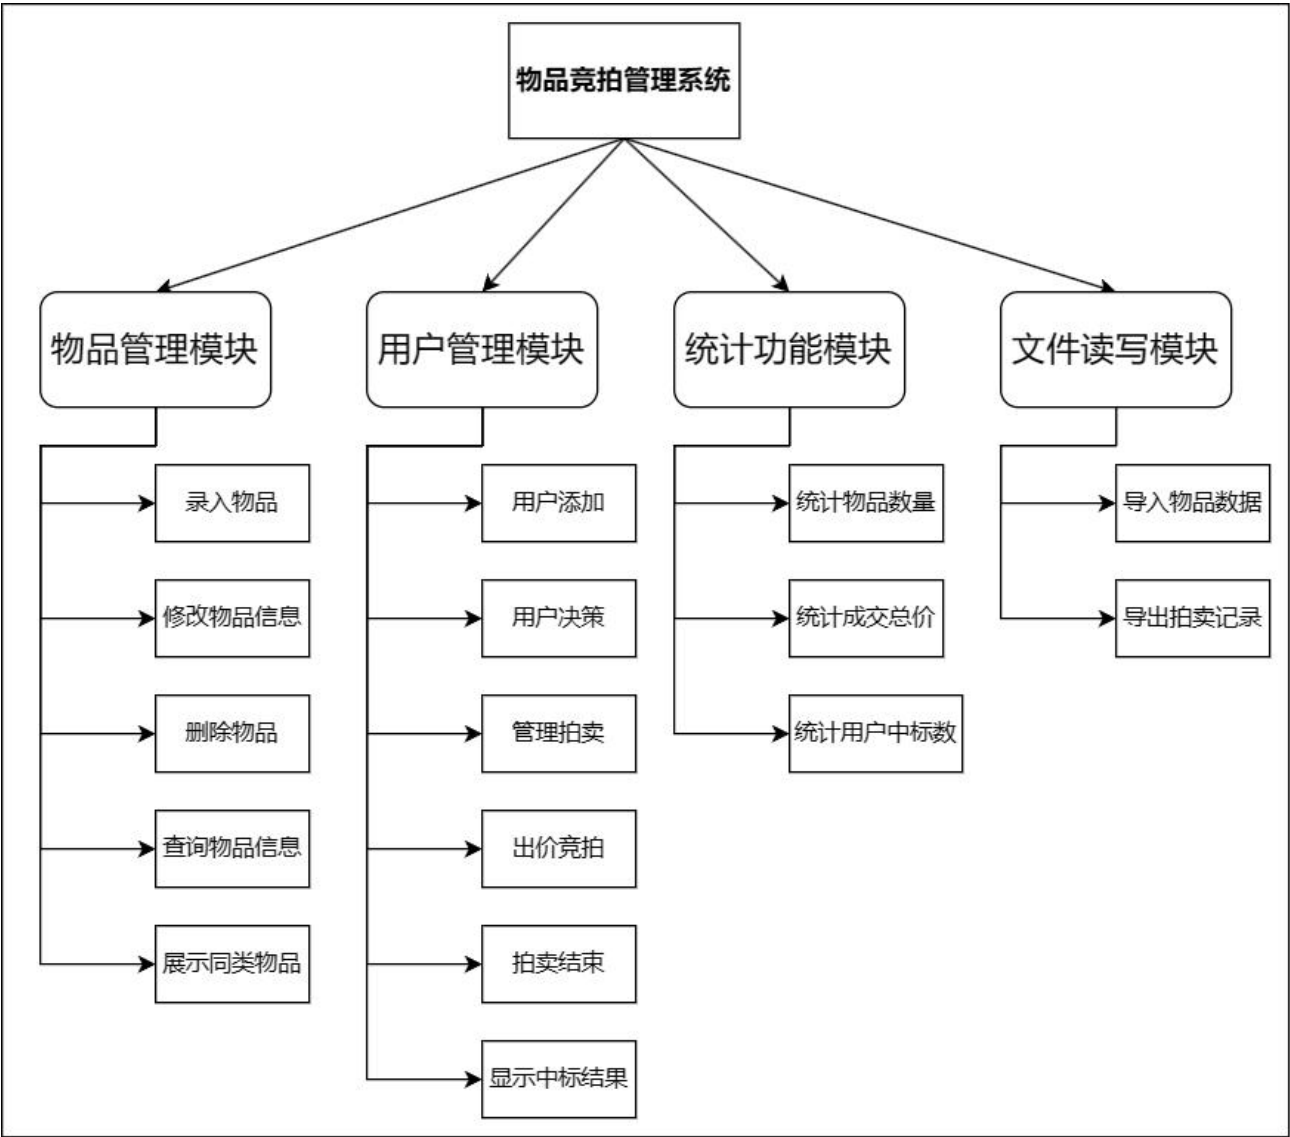 物品竞拍管理系统
物品管理模块
用户管理模块
统计功能模块
文件读写模块
录入物品
修改物品信息
删除物品
查询物品信息
展示同类物品
用户添加
用户决策
管理拍卖
出价竞拍
拍卖结束
显示中标结果
统计物品数量
统计成交总价
统计用户中标数
导入物品数据
导出拍卖记录